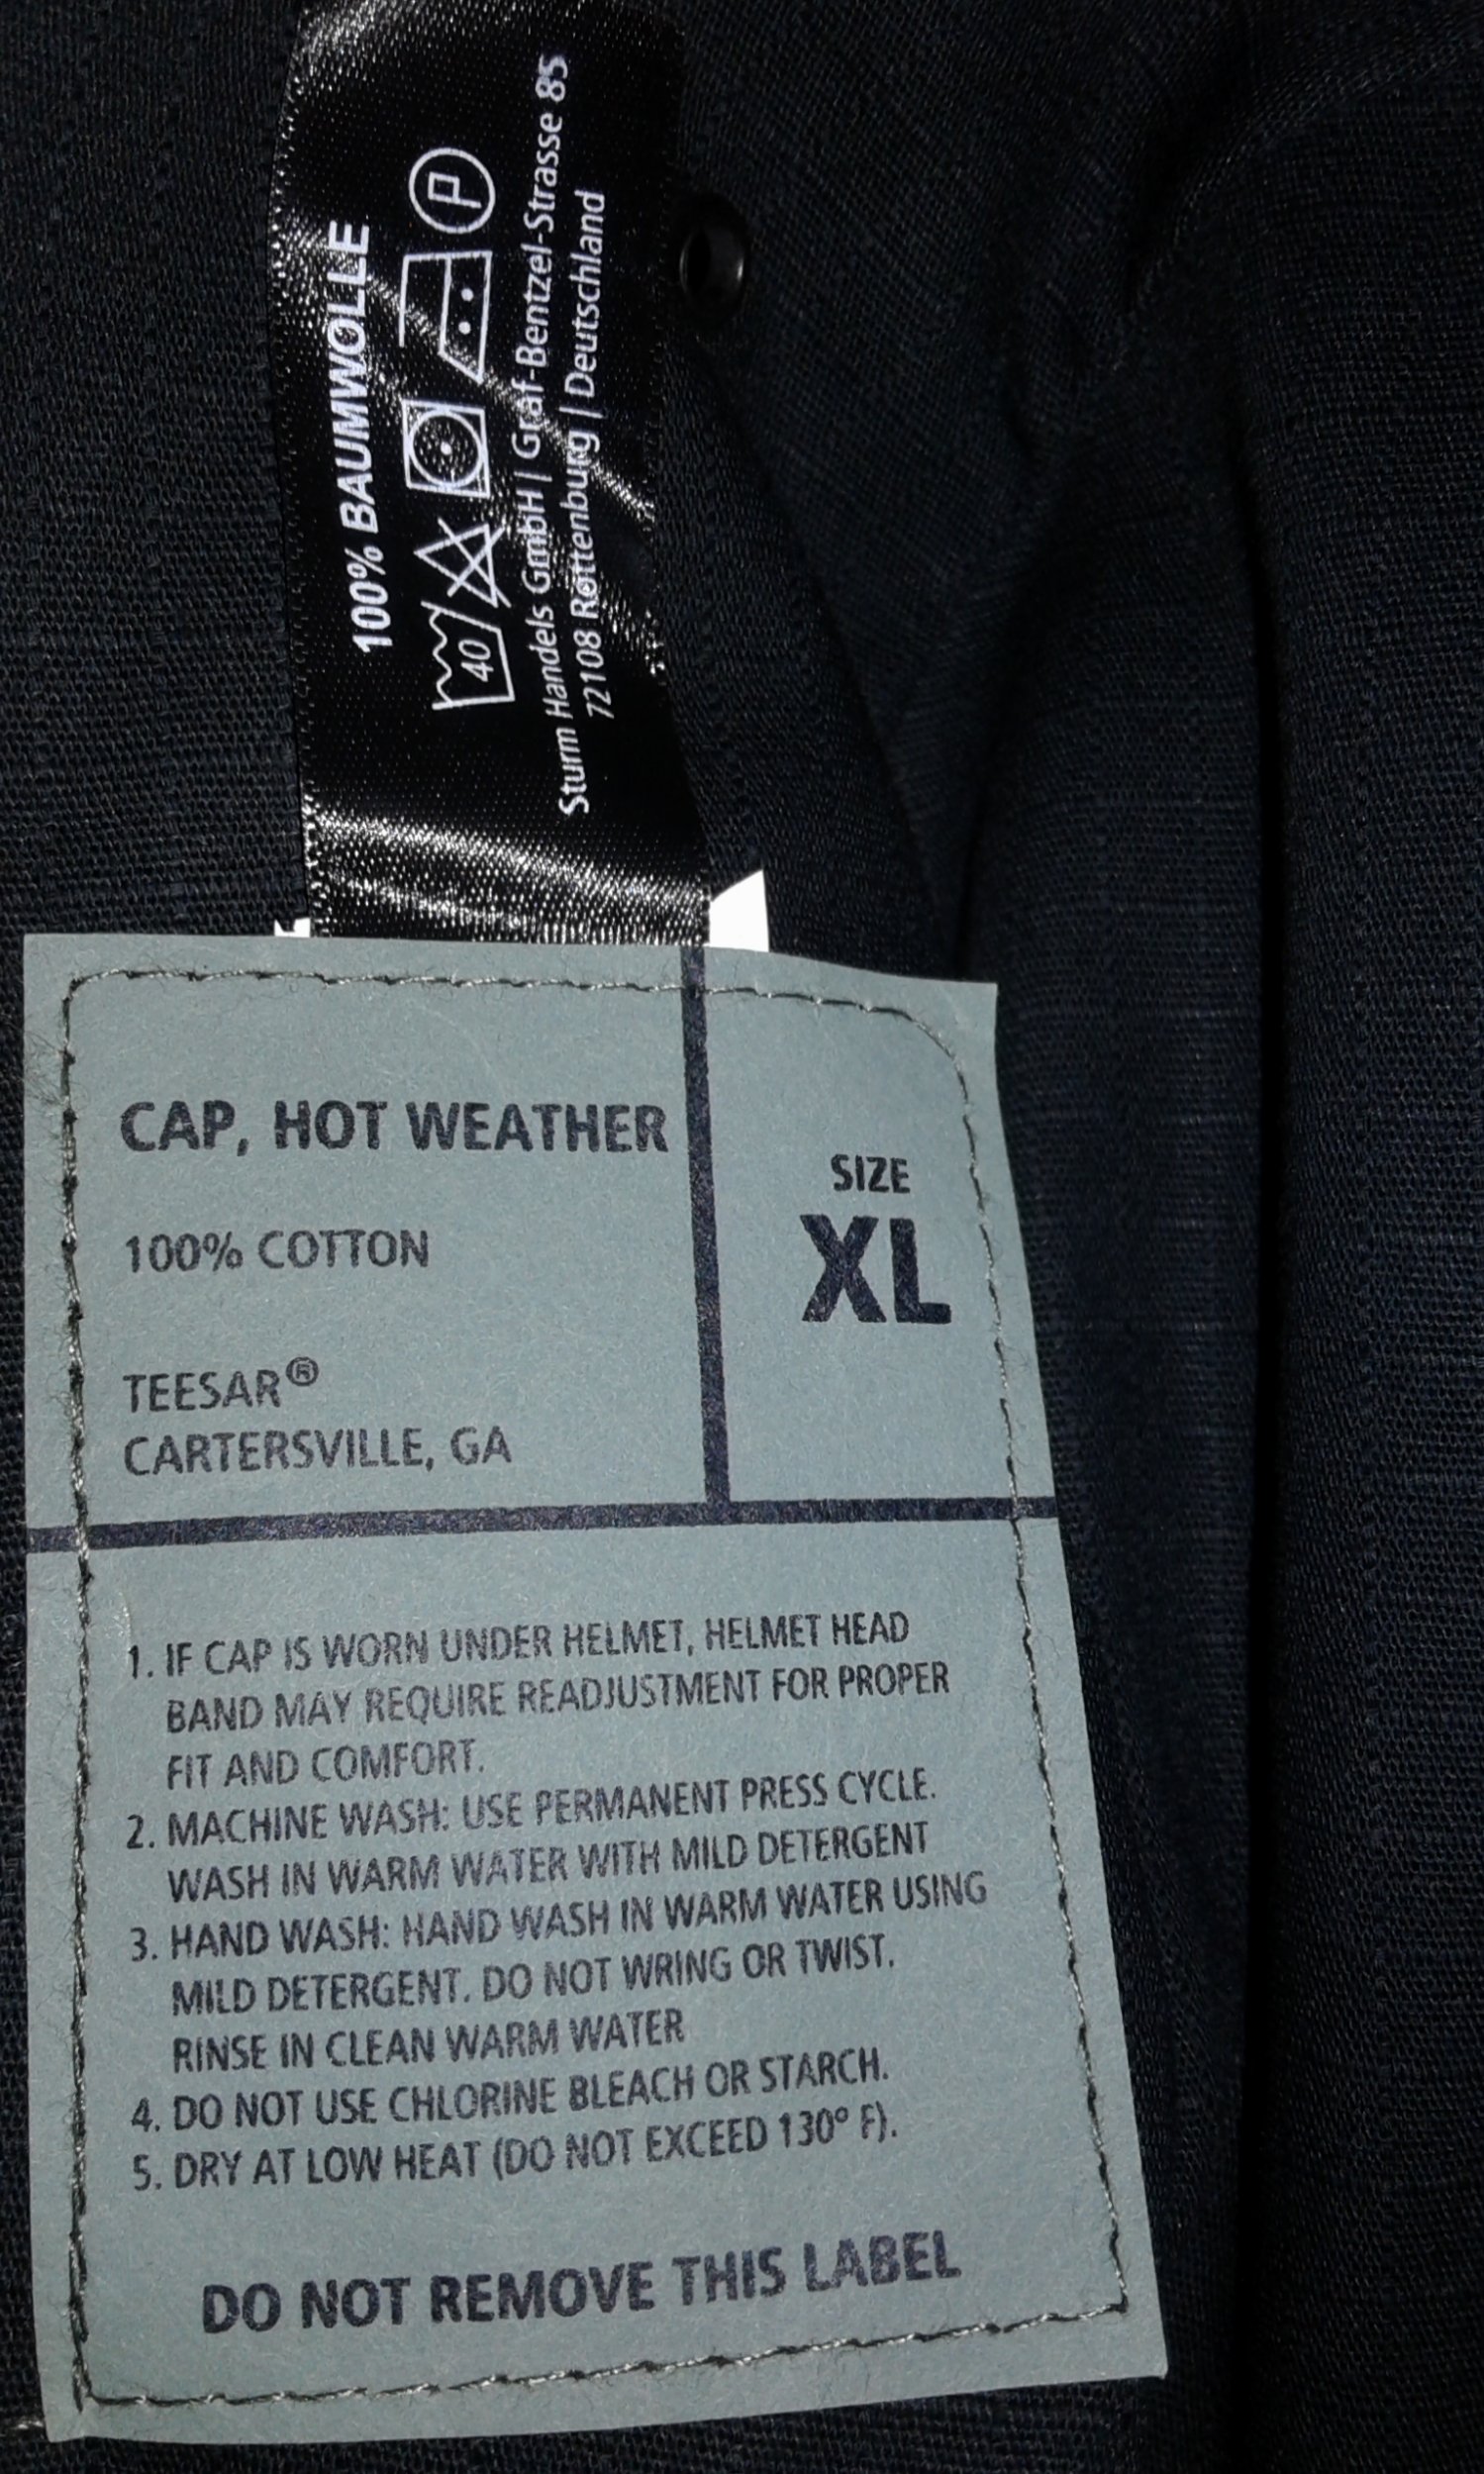 100% BAUMWOLLE
40 P
Sturm Handels GmbH | Graf-Bentzel-Strasse 85
72108 Rottenburg | Deutschland
CAP, HOT WEATHER
100% COTTON
TEESAR®
CARTERSVILLE, GA
SIZE
XL
1. IF CAP IS WORN UNDER HELMET, HELMET HEAD
BAND MAY REQUIRE READJUSTMENT FOR PROPER
FIT AND COMFORT.
2. MACHINE WASH: USE PERMANENT PRESS CYCLE.
WASH IN WARM WATER WITH MILD DETERGENT
3. HAND WASH: HAND WASH IN WARM WATER USING
MILD DETERGENT. DO NOT WRING OR TWIST.
RINSE IN CLEAN WARM WATER
4. DO NOT USE CHLORINE BLEACH OR STARCH.
5. DRY AT LOW HEAT (DO NOT EXCEED 130° F).
DO NOT REMOVE THIS LABEL